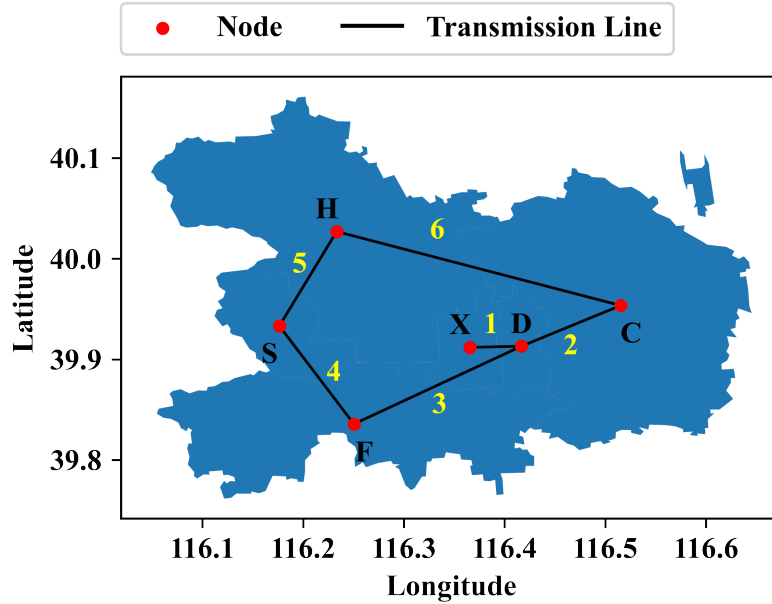 Node Transmission Line
Latitude
40.1
40.0
39.9
39.8
H
6
5
X 1 D
C
2
S
4
3
F
116.1 116.2 116.3 116.4 116.5 116.6
Longitude